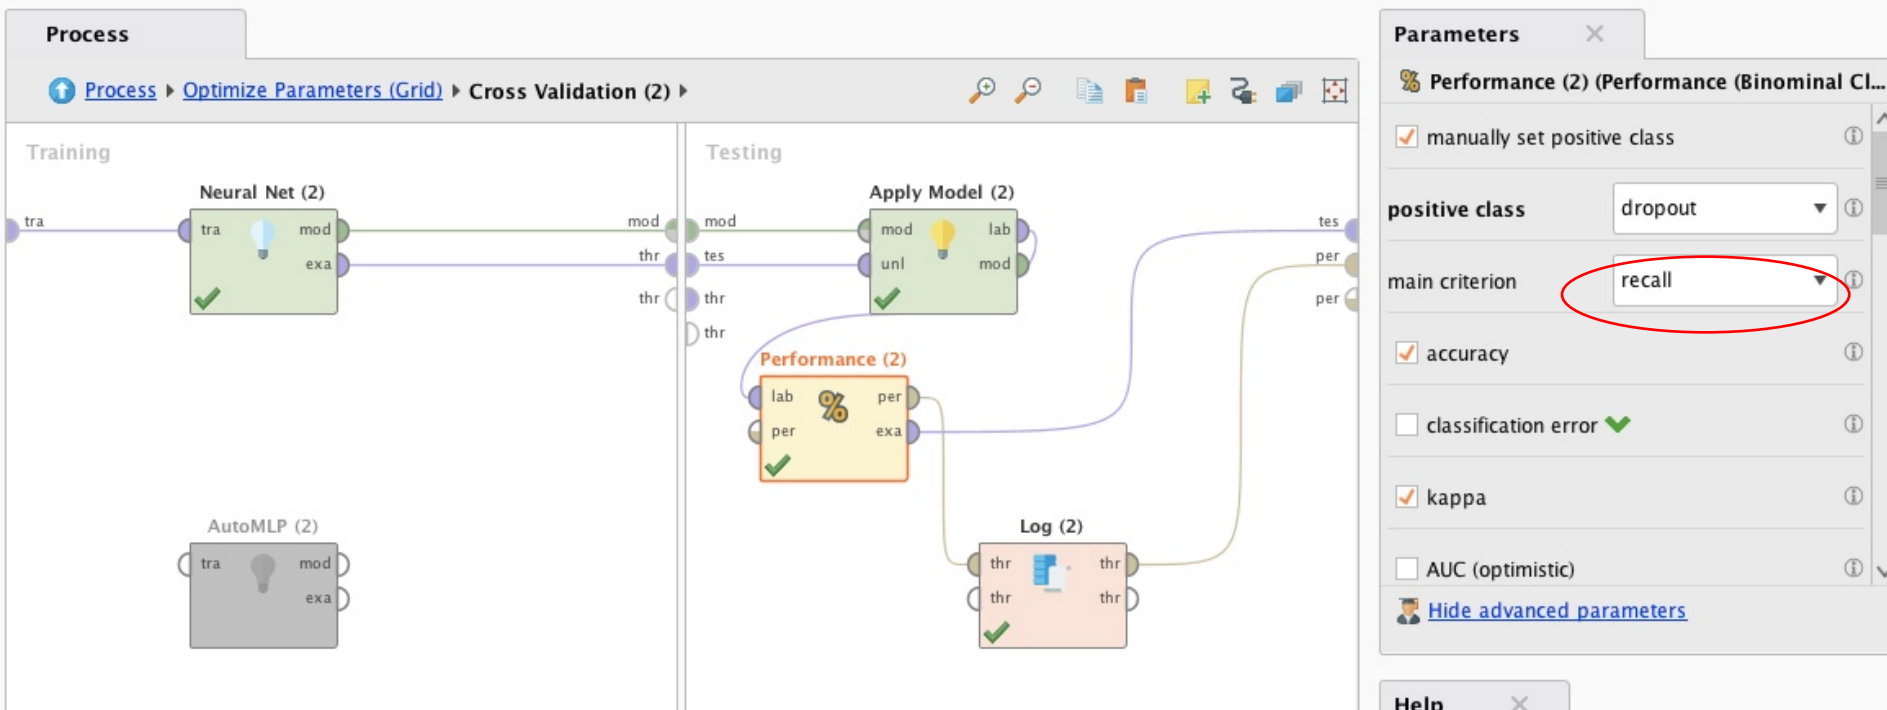 Process
Process Optimize Parameters (Grid) Cross Validation (2)
Training
Neural Net (2)
tra
tra
mod
exa
mod
thr
thr
AutoMLP (2)
tra
mod
exa
Testing
mod
tes
thr
thr
Apply Model (2)
mod
lab
unl
mod
Performance (2)
lab
per
per
exa
Log (2)
thr
thr
thr
thr
tes
per
per
Parameters
% Performance (2) (Performance (Binominal Cl...
manually set positive class
positive class dropout
main criterion recall
accuracy
classification error
kappa
AUC (optimistic)
Hide advanced parameters
Help